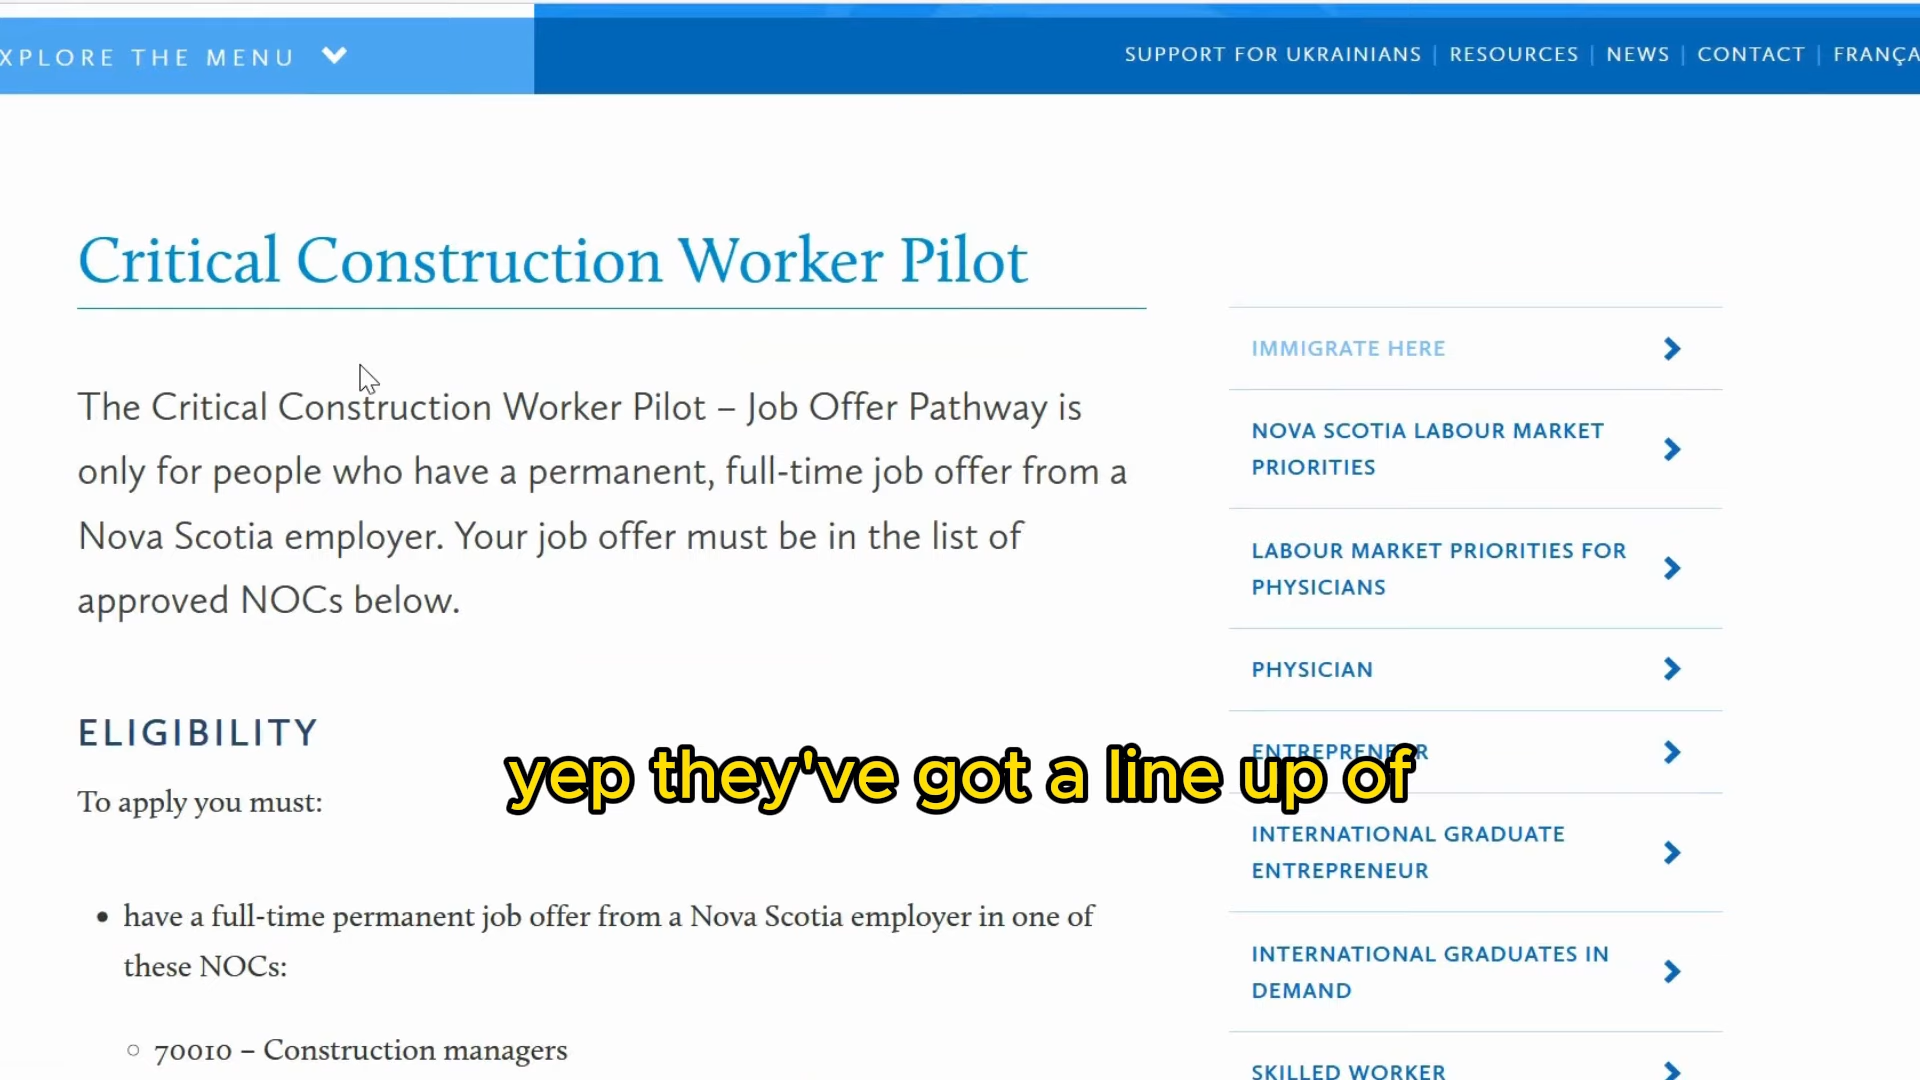 XPLORE THE MENU
SUPPORT FOR UKRAINIANS | RESOURCES | NEWS | CONTACT | FRANÇA
Critical Construction Worker Pilot
The Critical Construction Worker Pilot – Job Offer Pathway is
only for people who have a permanent, full-time job offer from a
Nova Scotia employer. Your job offer must be in the list of
approved NOCs below.
ELIGIBILITY
To apply you must:
• have a full-time permanent job offer from a Nova Scotia employer in one of
these NOCs:
○ 70010 – Construction managers
IMMIGRATE HERE
NOVA SCOTIA LABOUR MARKET
PRIORITIES
LABOUR MARKET PRIORITIES FOR
PHYSICIANS
PHYSICIAN
ENTREPRENEUR
INTERNATIONAL GRADUATE
ENTREPRENEUR
INTERNATIONAL GRADUATES IN
DEMAND
SKILLED WORKER
yep they've got a line up of